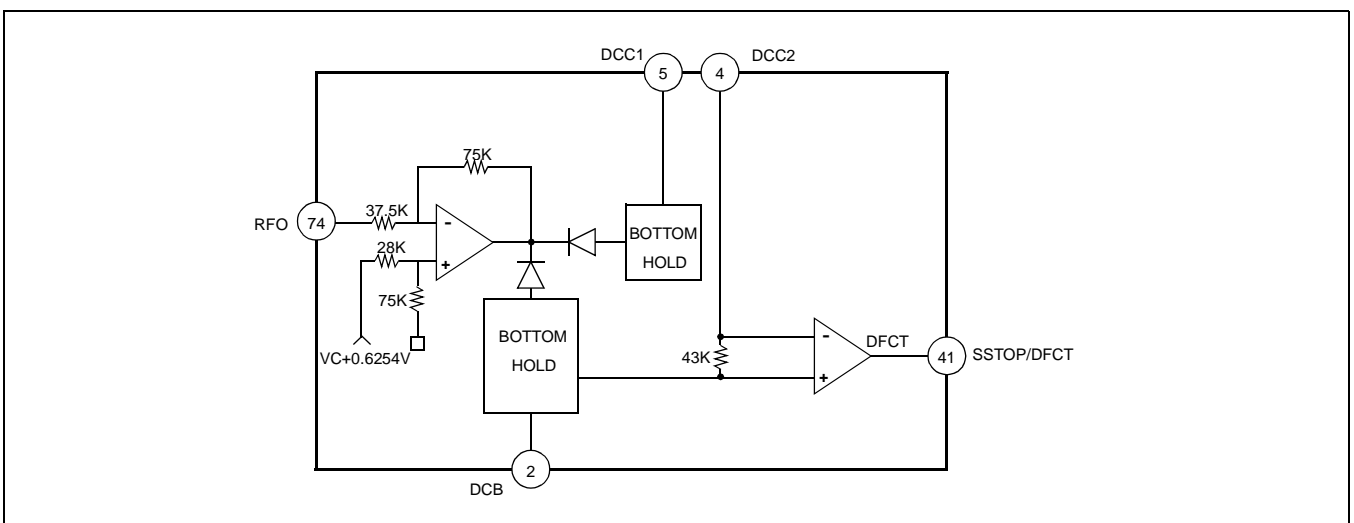 DCC1
5
4
DCC2
75K
RFO
74
37.5K
-
28K
+
75K
VC+0.6254V
BOTTOM
HOLD
BOTTOM
HOLD
43K
-
+
DFCT
41
SSTOP/DFCT
2
DCB